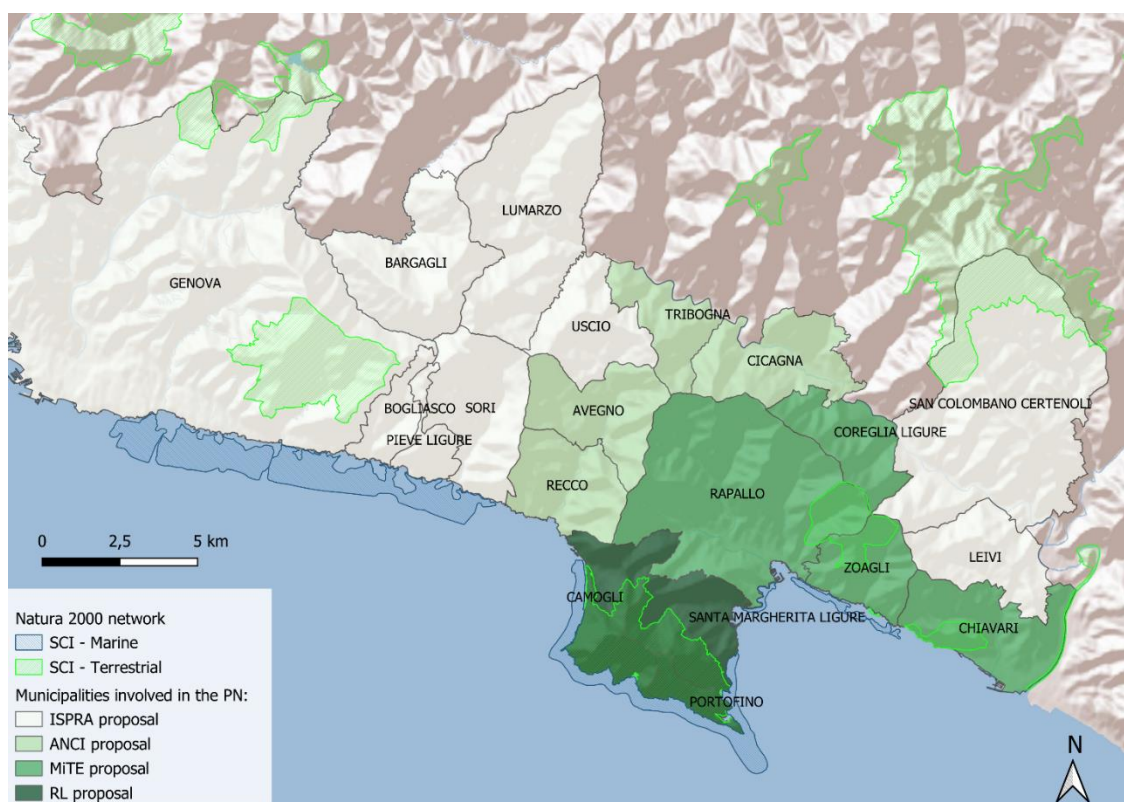 LUMARZO
BARGAGLI
GENOVA
TRIBOGNA
USCIO
CICAGNA
SAN COLOMBANO CERTENOLI
BOGLIASCO
SORI
AVEGNO
COREGLIA LIGURE
PIEVE LIGURE
RECCO
RAPALLO
LEIVI
ZOAGLI
CAMOGLI
SANTA MARGHERITA LIGURE
CHIAVARI
PORTOFINO
0 2,5 5 km
Natura 2000 network
SCI - Marine
SCI - Terrestrial
Municipalities involved in the PN:
ISPRA proposal
ANCI proposal
MiTE proposal
RL proposal
N